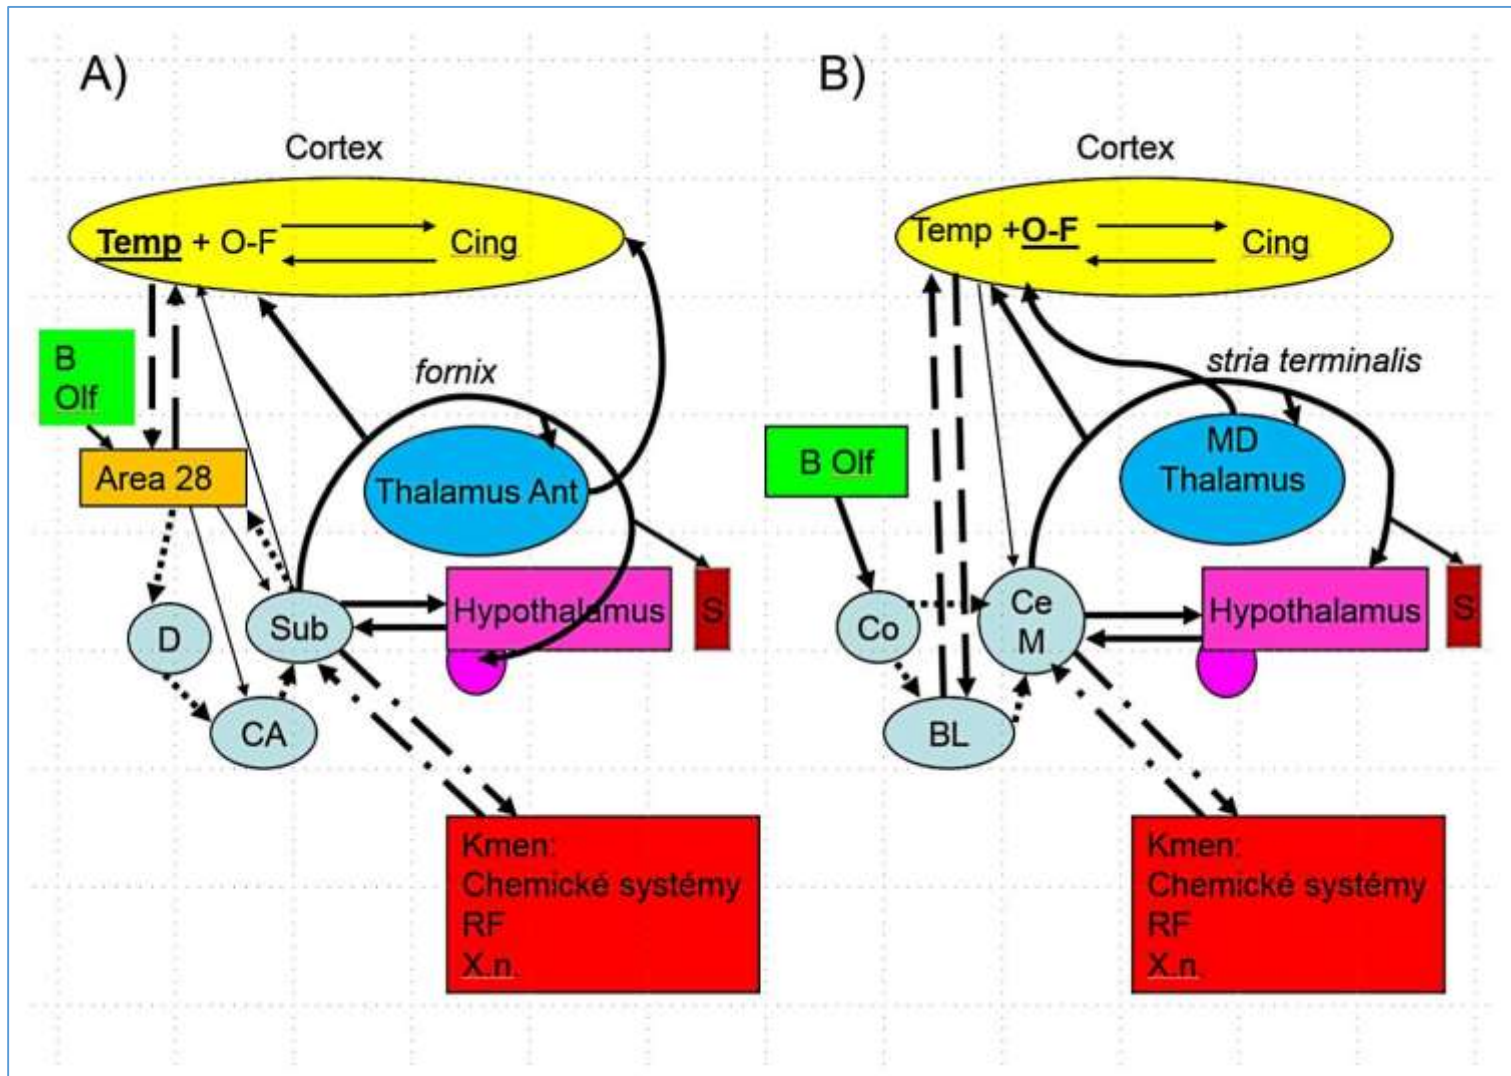 A)
Cortex
Temp + O-F
Cing
B
Olf
fornix
Area 28
Thalamus Ant
D
Sub
Hypothalamus
S
CA
Kmen:
Chemické systémy
RF
X.n.
B)
Cortex
Temp +O-F
Cing
stria terminalis
B Olf
MD
Thalamus
Co
Ce
M
Hypothalamus
S
BL
Kmen:
Chemické systémy
RF
X.n.